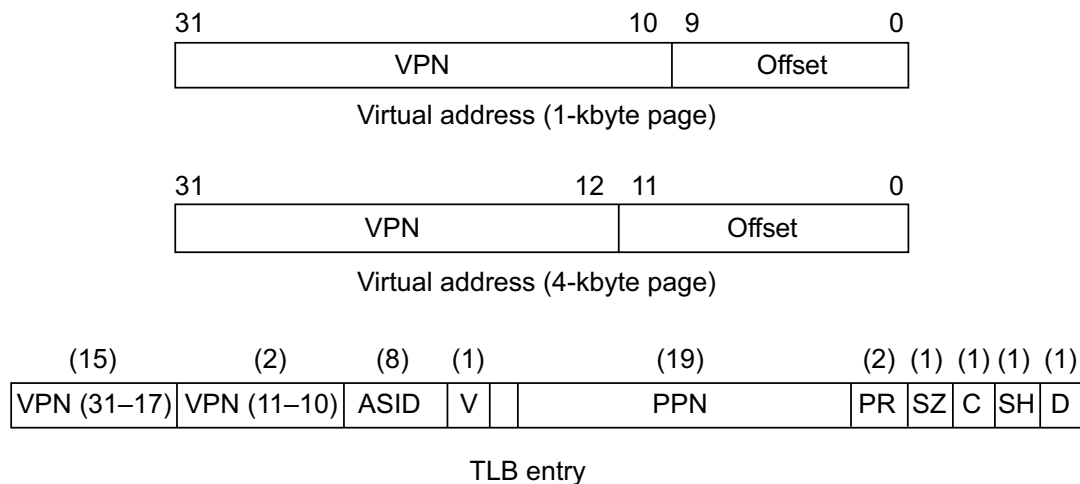 31 10 9 0
VPN Offset
Virtual address (1-kbyte page)
31 12 11 0
VPN Offset
Virtual address (4-kbyte page)
(15) (2) (8) (1) (19) (2) (1) (1) (1) (1)
VPN (31–17) VPN (11–10) ASID V PPN PR SZ C SH D
TLB entry